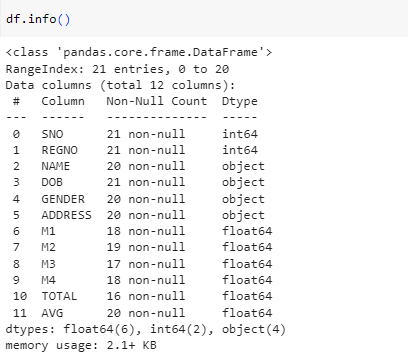 df.info()
<class 'pandas.core.frame.DataFrame'>
RangeIndex: 21 entries, 0 to 20
Data columns (total 12 columns):
 #   Column   Non-Null Count  Dtype
---  ------   --------------  -----
 0   SNO      21 non-null     int64
 1   REGNO    21 non-null     int64
 2   NAME     20 non-null     object
 3   DOB      21 non-null     object
 4   GENDER   20 non-null     object
 5   ADDRESS  20 non-null     object
 6   M1       18 non-null     float64
 7   M2       19 non-null     float64
 8   M3       17 non-null     float64
 9   M4       18 non-null     float64
 10  TOTAL    16 non-null     float64
 11  AVG      20 non-null     float64
dtypes: float64(6), int64(2), object(4)
memory usage: 2.1+ KB